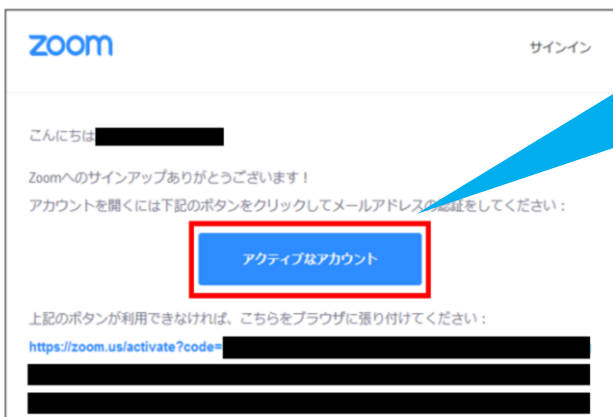 zoom
サインイン
こんにちは
Zoomへのサインアップありがとうございます！
アカウントを開くには下記のボタンをクリックしてメールアドレスの認証をしてください：
アクティブなアカウント
上記のボタンが利用できなければ、こちらをブラウザに張り付けてください：
https://zoom.us/activate?code=